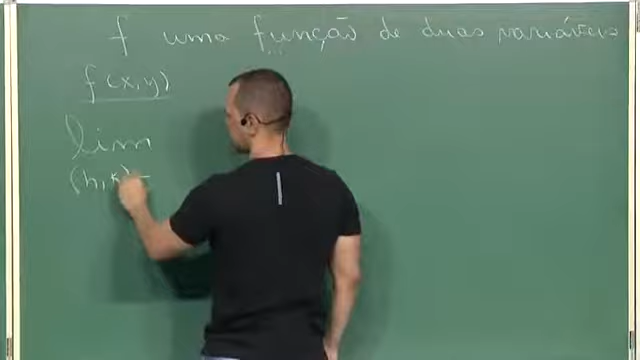 f uma função de duas variáveis
f(x,y)
lim
(h,k)